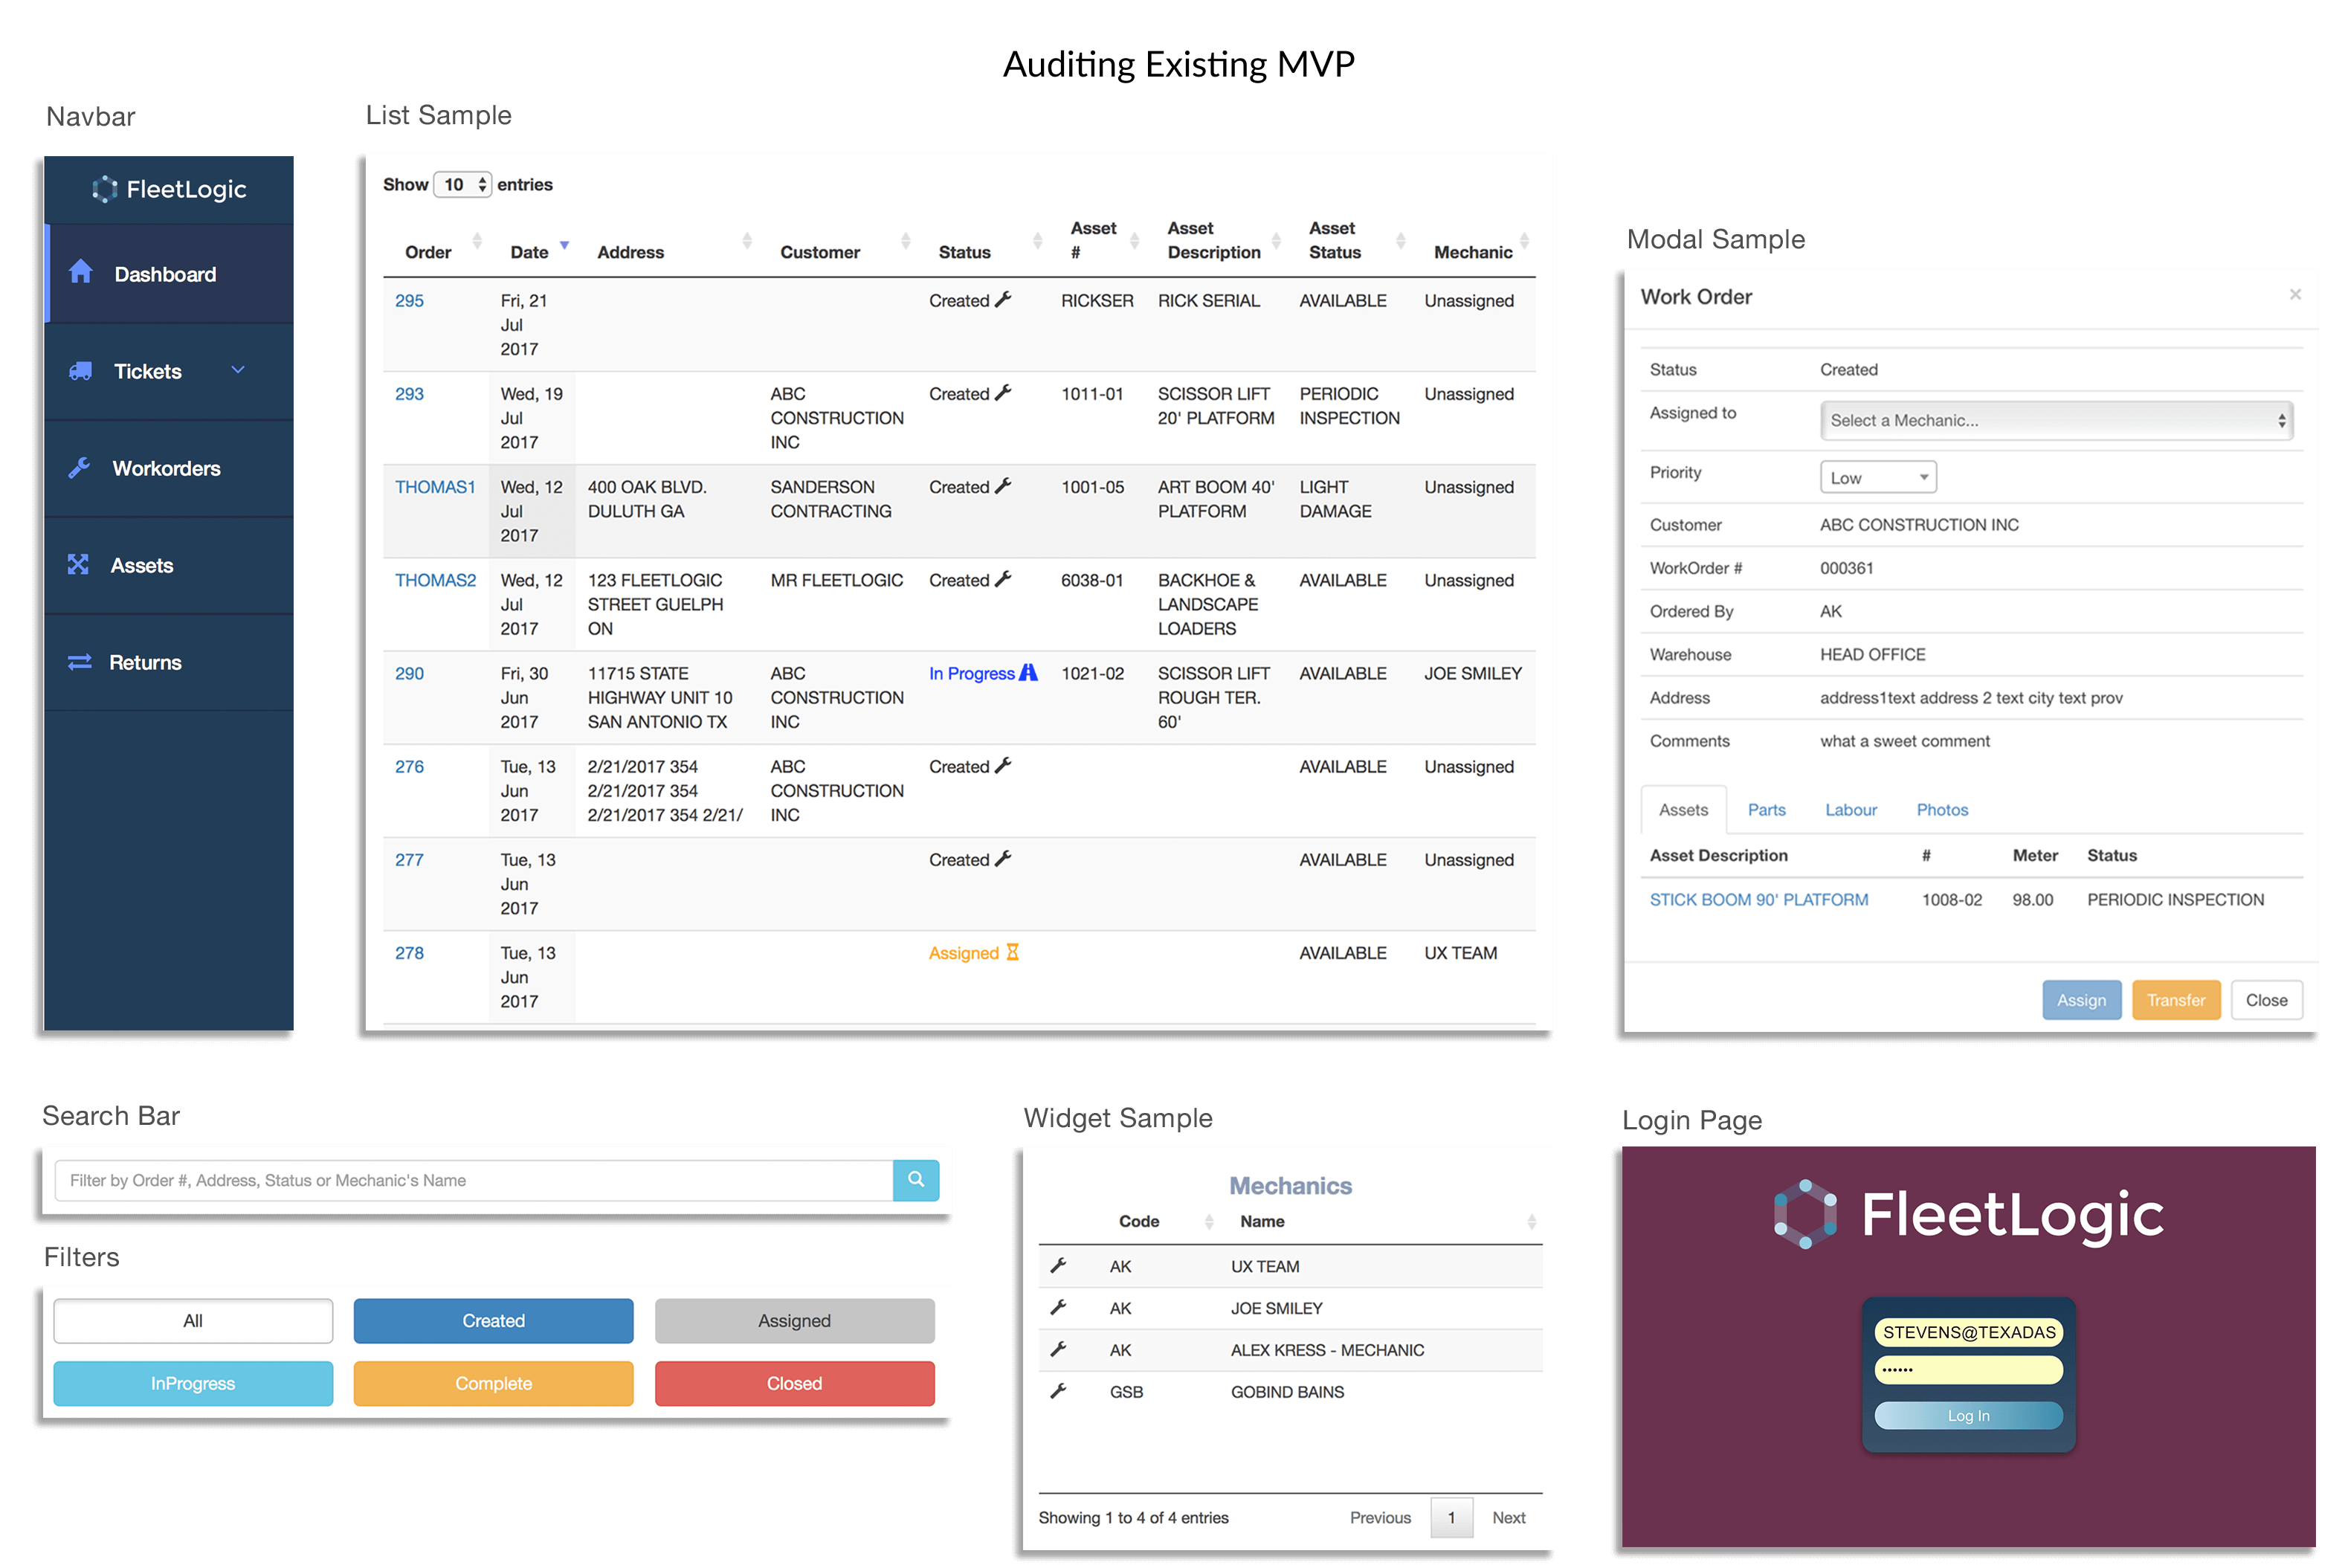 Auditing Existing MVP
Navbar
FleetLogic
Dashboard
Tickets
Workorders
Assets
Returns
List Sample
Show 10 entries
Order Date Address Customer Status Asset # Asset Description Asset Status Mechanic
295 Fri, 21 Jul 2017 Created RICKSER RICK SERIAL AVAILABLE Unassigned
293 Wed, 19 Jul 2017 ABC CONSTRUCTION INC Created 1011-01 SCISSOR LIFT 20' PLATFORM PERIODIC INSPECTION Unassigned
THOMAS1 Wed, 12 Jul 2017 400 OAK BLVD. DULUTH GA SANDERSON CONTRACTING Created 1001-05 ART BOOM 40' PLATFORM LIGHT DAMAGE Unassigned
THOMAS2 Wed, 12 Jul 2017 123 FLEETLOGIC STREET GUELPH ON MR FLEETLOGIC Created 6038-01 BACKHOE & LANDSCAPE LOADERS AVAILABLE Unassigned
290 Fri, 30 Jun 2017 11715 STATE HIGHWAY UNIT 10 SAN ANTONIO TX ABC CONSTRUCTION INC In Progress 1021-02 SCISSOR LIFT ROUGH TER. 60' AVAILABLE JOE SMILEY
276 Tue, 13 Jun 2017 2/21/2017 354 2/21/2017 354 2/21/2017 354 2/21/ ABC CONSTRUCTION INC Created AVAILABLE Unassigned
277 Tue, 13 Jun 2017 Created AVAILABLE Unassigned
278 Tue, 13 Jun 2017 Assigned AVAILABLE UX TEAM
Modal Sample
Work Order ×
Status Created
Assigned to Select a Mechanic...
Priority Low
Customer ABC CONSTRUCTION INC
WorkOrder # 000361
Ordered By AK
Warehouse HEAD OFFICE
Address address1text address 2 text city text prov
Comments what a sweet comment
Assets Parts Labour Photos
Asset Description # Meter Status
STICK BOOM 90' PLATFORM 1008-02 98.00 PERIODIC INSPECTION
Assign Transfer Close
Search Bar
Filter by Order #, Address, Status or Mechanic's Name
Filters
All Created Assigned
InProgress Complete Closed
Widget Sample
Mechanics
Code Name
AK UX TEAM
AK JOE SMILEY
AK ALEX KRESS - MECHANIC
GSB GOBIND BAINS
Showing 1 to 4 of 4 entries Previous 1 Next
Login Page
FleetLogic
STEVENS@TEXADAS
••••••
Log In